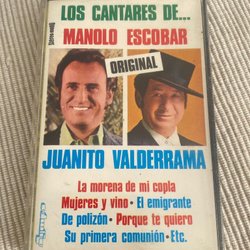 LOS CANTARES DE...
MANOLO ESCOBAR
ORIGINAL
JUANITO VALDERRAMA
La morena de mi copla
Mujeres y vino • El emigrante
De polizón • Porque te quiero
Su primera comunión • Etc.